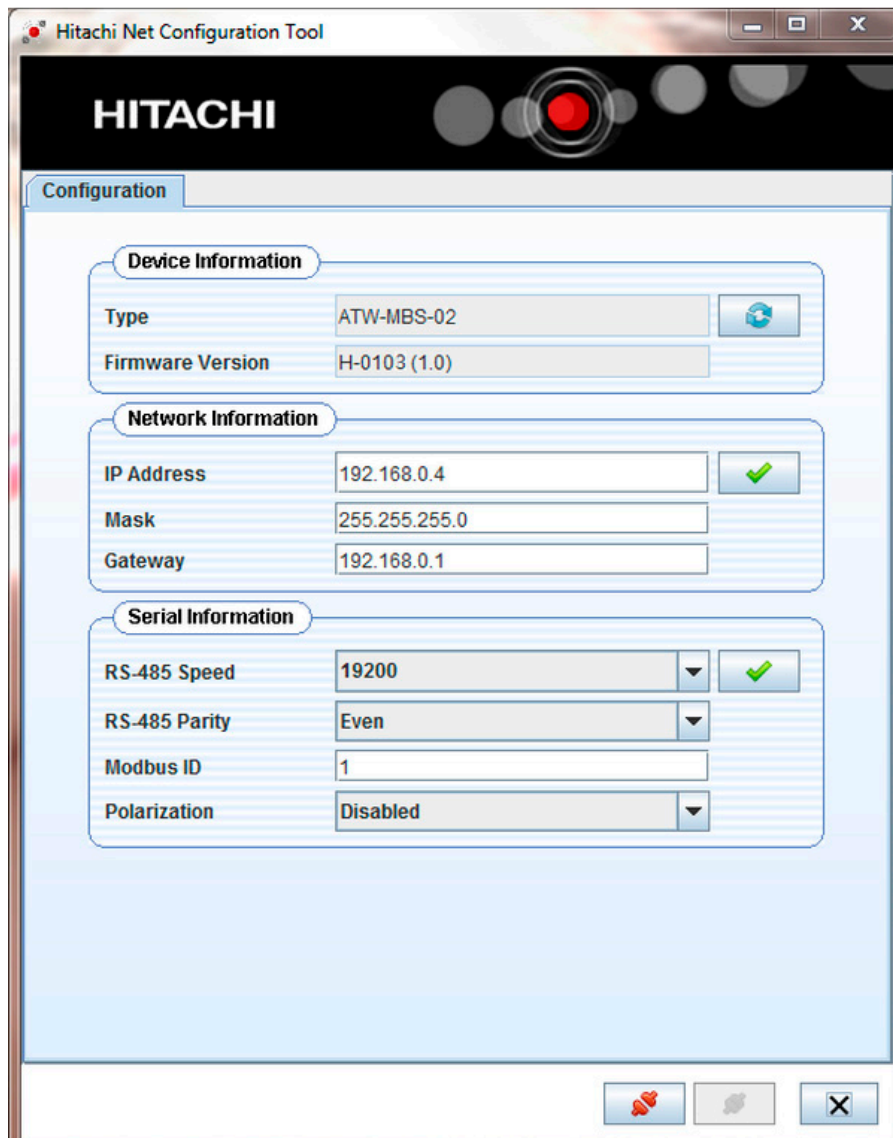 Hitachi Net Configuration Tool
HITACHI
Configuration
Device Information
Type ATW-MBS-02
Firmware Version H-0103 (1.0)
Network Information
IP Address 192.168.0.4
Mask 255.255.255.0
Gateway 192.168.0.1
Serial Information
RS-485 Speed 19200
RS-485 Parity Even
Modbus ID 1
Polarization Disabled